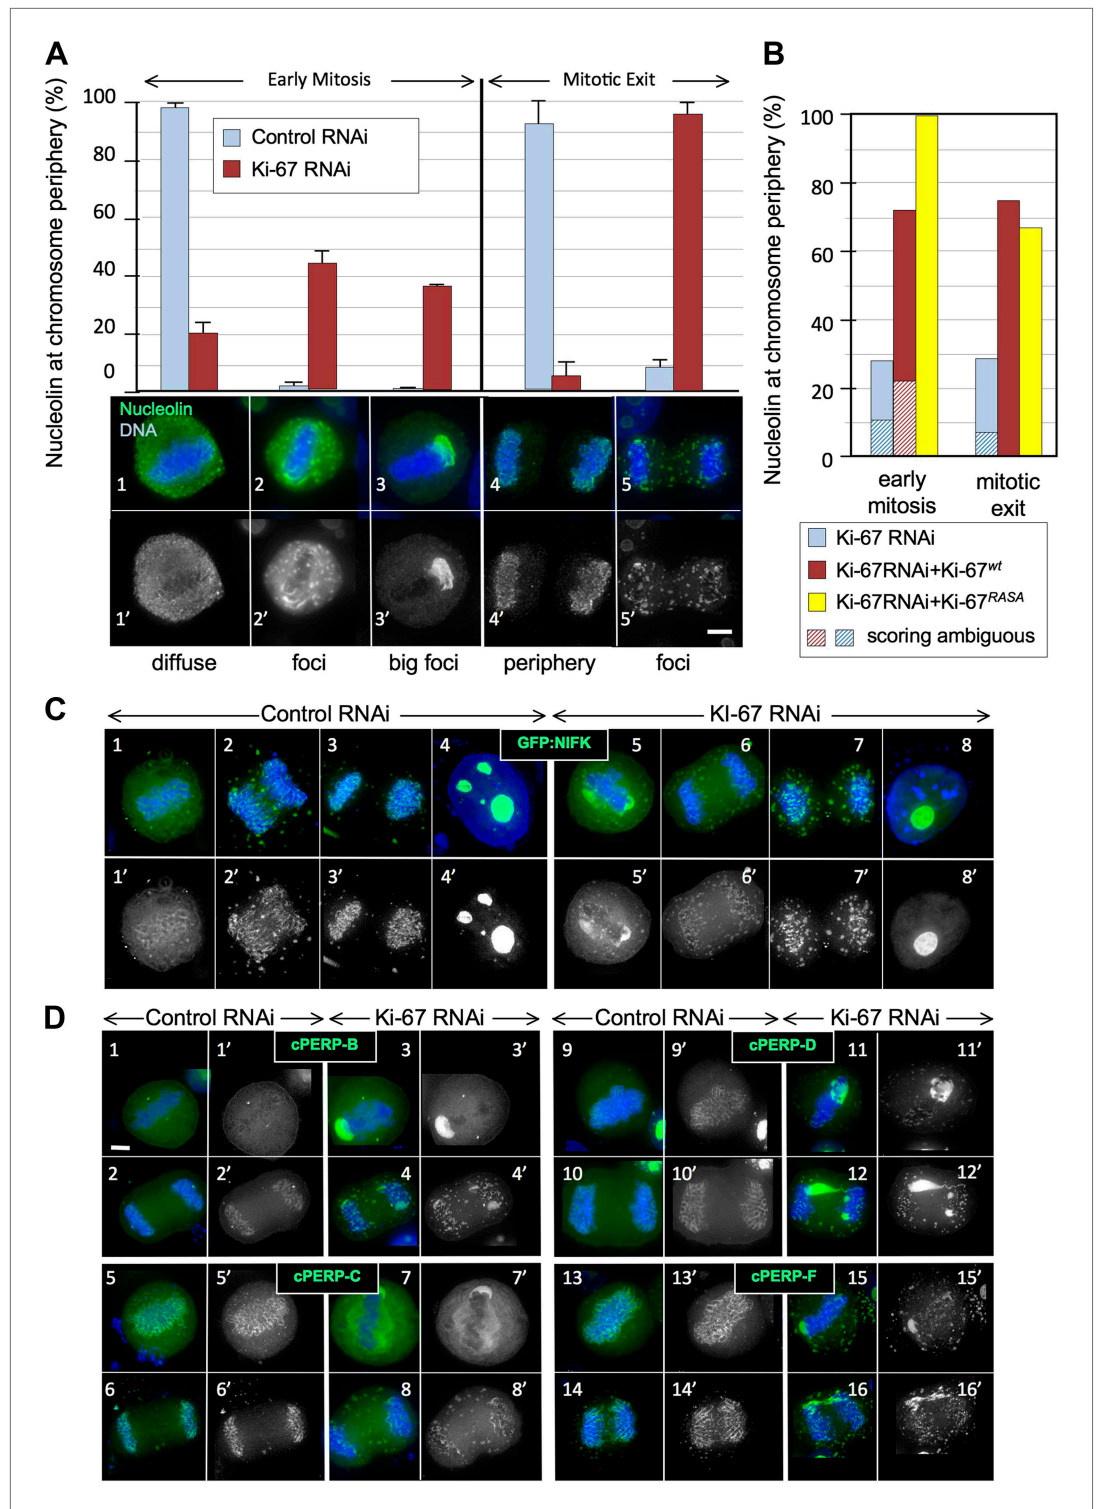 A
Nucleolin at chromosome periphery (%)
Early Mitosis
Mitotic Exit
100
80
60
40
20
0
Control RNAi
Ki-67 RNAi
Nucleolin
DNA
1
2
3
4
5
1’
2’
3’
4’
5’
diffuse
foci
big foci
periphery
foci
B
Nucleolin at chromosome periphery (%)
100
80
60
40
20
0
early mitosis
mitotic exit
Ki-67 RNAi
Ki-67RNAi+Ki-67wt
Ki-67RNAi+Ki-67RASA
scoring ambiguous
C
Control RNAi
KI-67 RNAi
GFP:NIFK
1
2
3
4
5
6
7
8
1’
2’
3’
4’
5’
6’
7’
8’
D
Control RNAi
Ki-67 RNAi
Control RNAi
Ki-67 RNAi
cPERP-B
cPERP-D
1
1’
3
3’
9
9’
11
11’
2
2’
4
4’
10
10’
12
12’
cPERP-C
cPERP-F
5
5’
7
7’
13
13’
15
15’
6
6’
8
8’
14
14’
16
16’